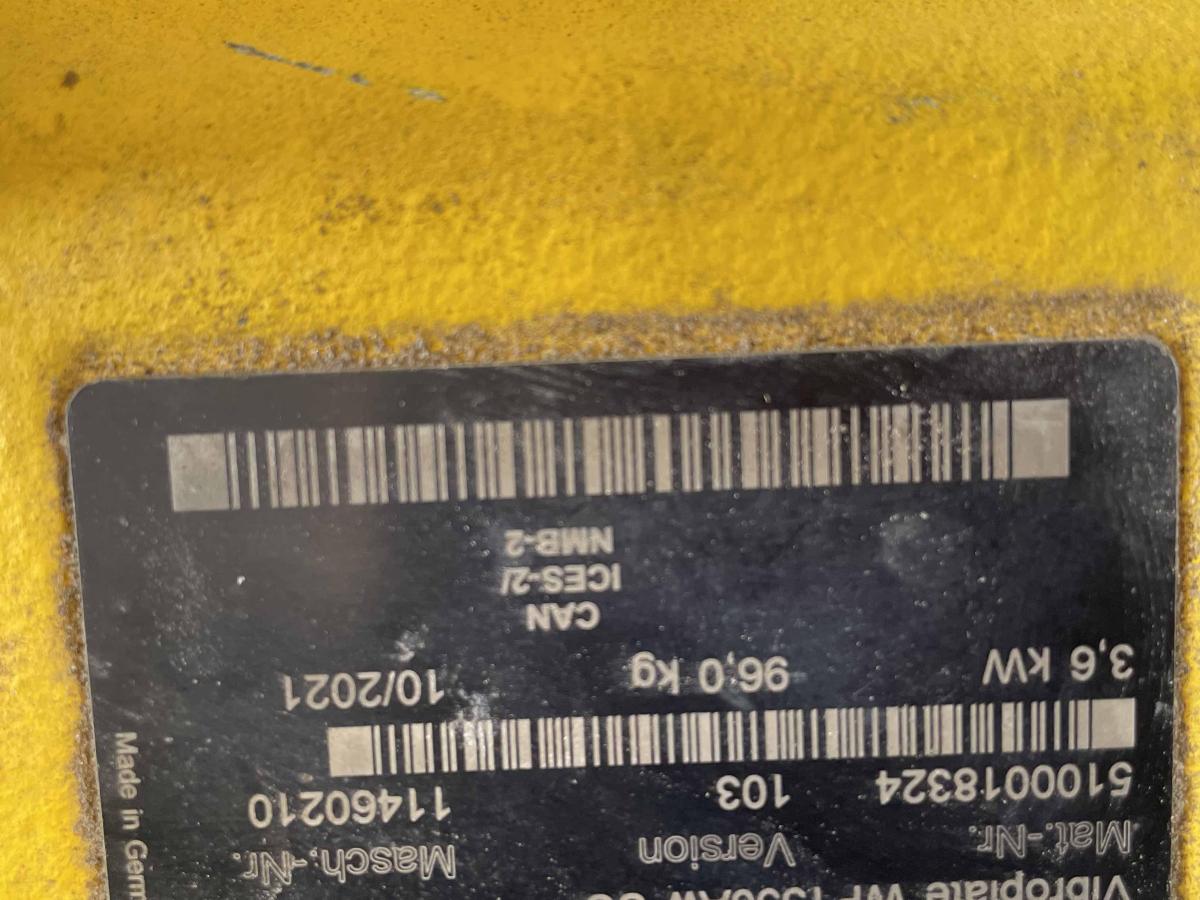 Vibroplate
Mat.-Nr. Version Masch.-Nr.
5100018324 103 11460210
3,6 kW 96,0 kg 10/2021
CAN
ICES-2/
NMB-2
Made in